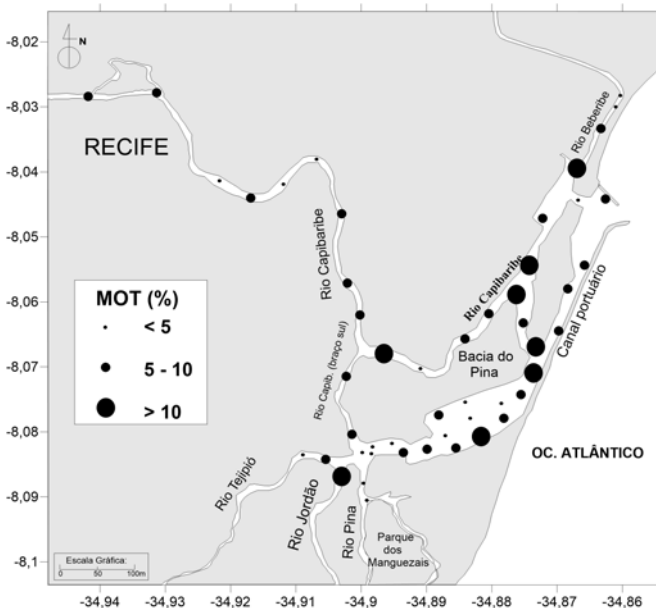 -8,02
-8,03
-8,04
-8,05
-8,06
-8,07
-8,08
-8,09
-8,1
N
RECIFE
Rio Beberibe
Rio Capibaribe
Rio Capibaribe
Canal portuário
MOT (%)
< 5
5 - 10
> 10
Rio Capib. (braço sul)
Bacia do
Pina
OC. ATLÂNTICO
Rio Tejipió
Rio Jordão
Rio Pina
Parque
dos
Manguezais
Escala Gráfica:
0 50 100m
-34,94 -34,93 -34,92 -34,91 -34,9 -34,89 -34,88 -34,87 -34,86